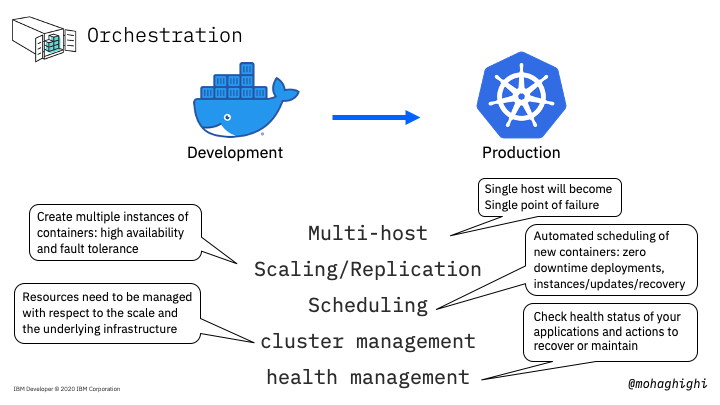 Orchestration
Development
Production
Single host will become
Single point of failure
Create multiple instances of
containers: high availability
and fault tolerance
Multi-host
Automated scheduling of
new containers: zero
downtime deployments,
instances/updates/recovery
Scaling/Replication
Resources need to be managed
with respect to the scale and
the underlying infrastructure
Scheduling
cluster management
Check health status of your
applications and actions to
recover or maintain
health management
IBM Developer © 2020 IBM Corporation
@mohaghighi